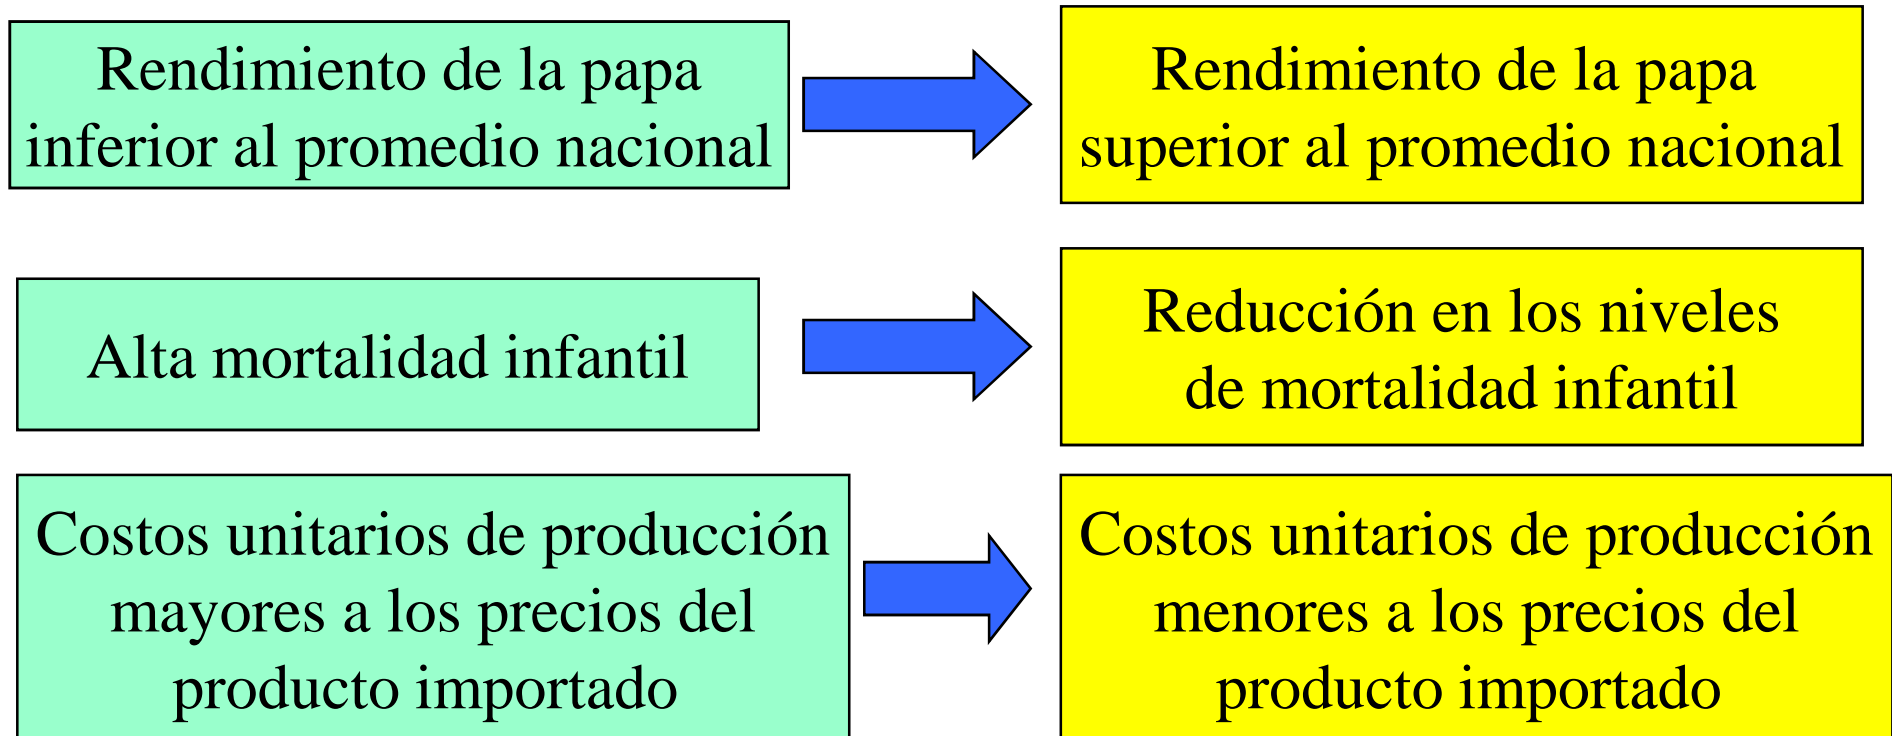 Rendimiento de la papa
inferior al promedio nacional
Rendimiento de la papa
superior al promedio nacional
Alta mortalidad infantil
Reducción en los niveles
de mortalidad infantil
Costos unitarios de producción
mayores a los precios del
producto importado
Costos unitarios de producción
menores a los precios del
producto importado